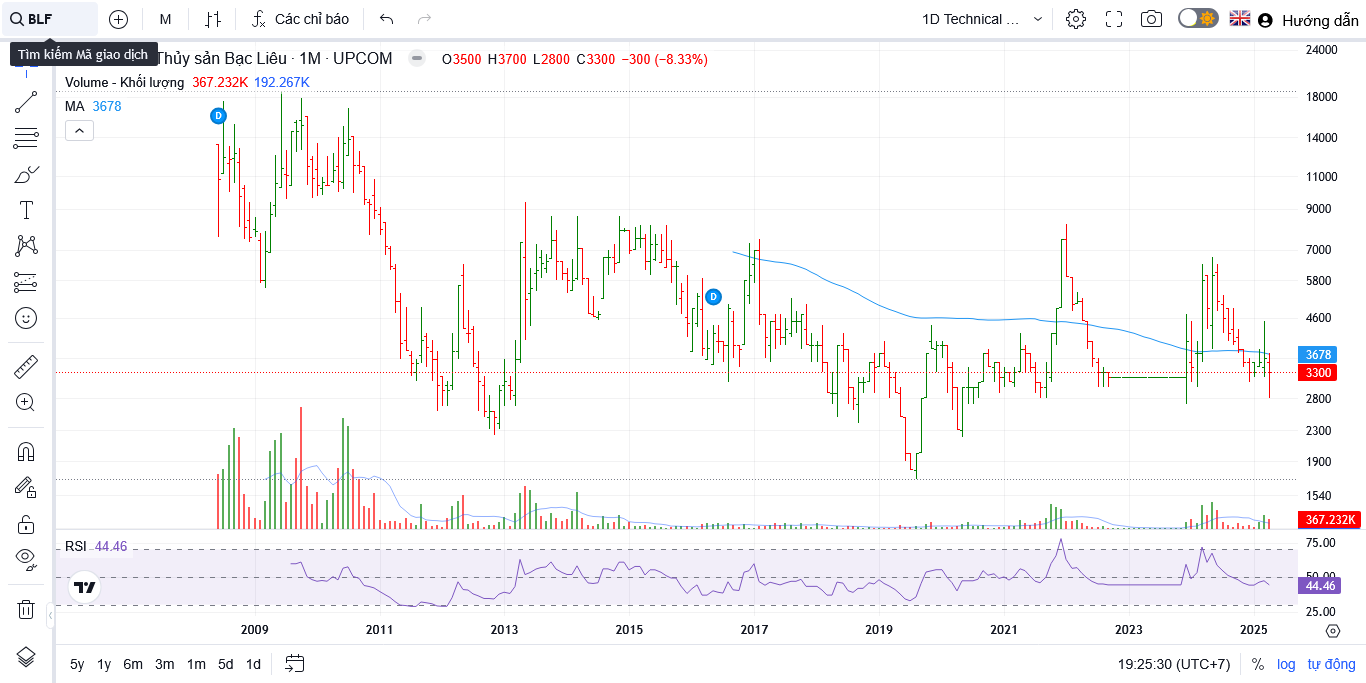 BLF M Các chỉ báo 1D Technical ... Hướng dẫn
Tìm kiếm Mã giao dịch
Thủy sản Bạc Liêu · 1M · UPCOM O3500 H3700 L2800 C3300 −300 (−8.33%)
Volume - Khối lượng 367.232K 192.267K
MA 3678
D
D
24000
18000
14000
11000
9000
7000
5800
4600
3678
3300
2800
2300
1900
1540
367.232K
RSI 44.46
75.00
50.00
44.46
25.00
2009 2011 2013 2015 2017 2019 2021 2023 2025
5y 1y 6m 3m 1m 5d 1d 19:25:30 (UTC+7) % log tự động